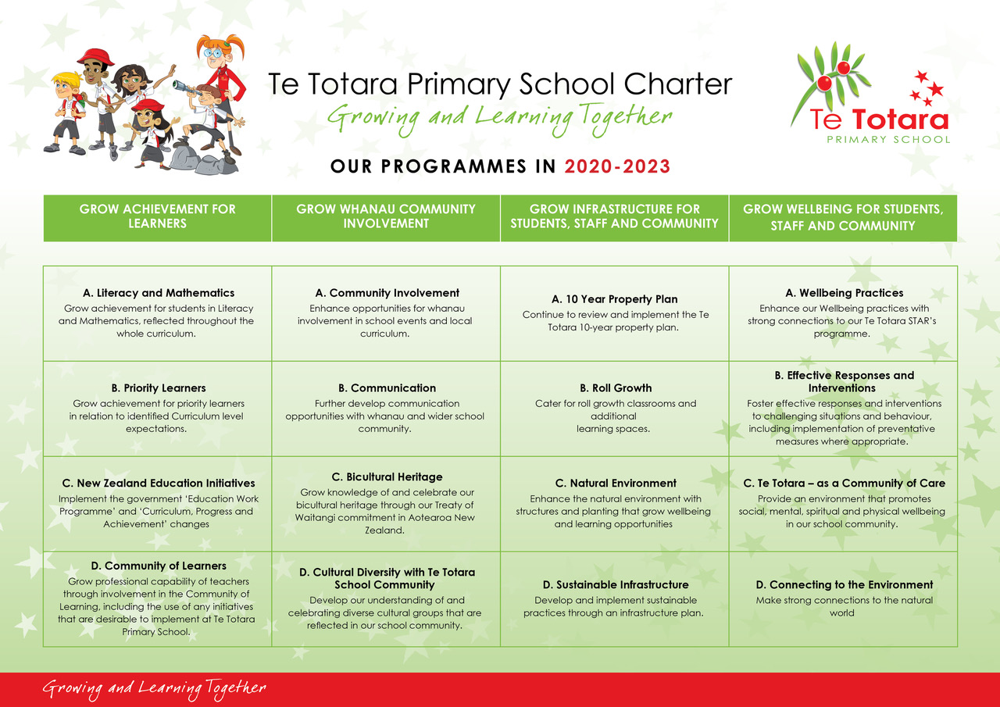 Te Totara Primary School Charter
Growing and Learning Together
OUR PROGRAMMES IN 2020-2023
Te Totara
PRIMARY SCHOOL
GROW ACHIEVEMENT FOR
LEARNERS
GROW WHANAU COMMUNITY
INVOLVEMENT
GROW INFRASTRUCTURE FOR
STUDENTS, STAFF AND COMMUNITY
GROW WELLBEING FOR STUDENTS,
STAFF AND COMMUNITY
A. Literacy and Mathematics
Grow achievement for students in Literacy
and Mathematics, reflected throughout the
whole curriculum.
A. Community Involvement
Enhance opportunities for whanau
involvement in school events and local
curriculum.
A. 10 Year Property Plan
Continue to review and implement the Te
Totara 10-year property plan.
A. Wellbeing Practices
Enhance our Wellbeing practices with
strong connections to our Te Totara STAR's
programme.
B. Priority Learners
Grow achievement for priority learners
in relation to identified Curriculum level
expectations.
B. Communication
Further develop communication
opportunities with whanau and wider school
community.
B. Roll Growth
Cater for roll growth classrooms and
additional
learning spaces.
B. Effective Responses and
Interventions
Foster effective responses and interventions
to challenging situations and behaviour,
including implementation of preventative
measures where appropriate.
C. New Zealand Education Initiatives
Implement the government 'Education Work
Programme' and 'Curriculum, Progress and
Achievement' changes
C. Bicultural Heritage
Grow knowledge of and celebrate our
bicultural heritage through our Treaty of
Waitangi commitment in Aotearoa New
Zealand.
C. Natural Environment
Enhance the natural environment with
structures and planting that grow wellbeing
and learning opportunities
C. Te Totara – as a Community of Care
Provide an environment that promotes
social, mental, spiritual and physical wellbeing
in our school community.
D. Community of Learners
Grow professional capability of teachers
through involvement in the Community of
Learning, including the use of any initiatives
that are desirable to implement at Te Totara
Primary School.
D. Cultural Diversity with Te Totara
School Community
Develop our understanding of and
celebrating diverse cultural groups that are
reflected in our school community.
D. Sustainable Infrastructure
Develop and implement sustainable
practices through an infrastructure plan.
D. Connecting to the Environment
Make strong connections to the natural
world
Growing and Learning Together